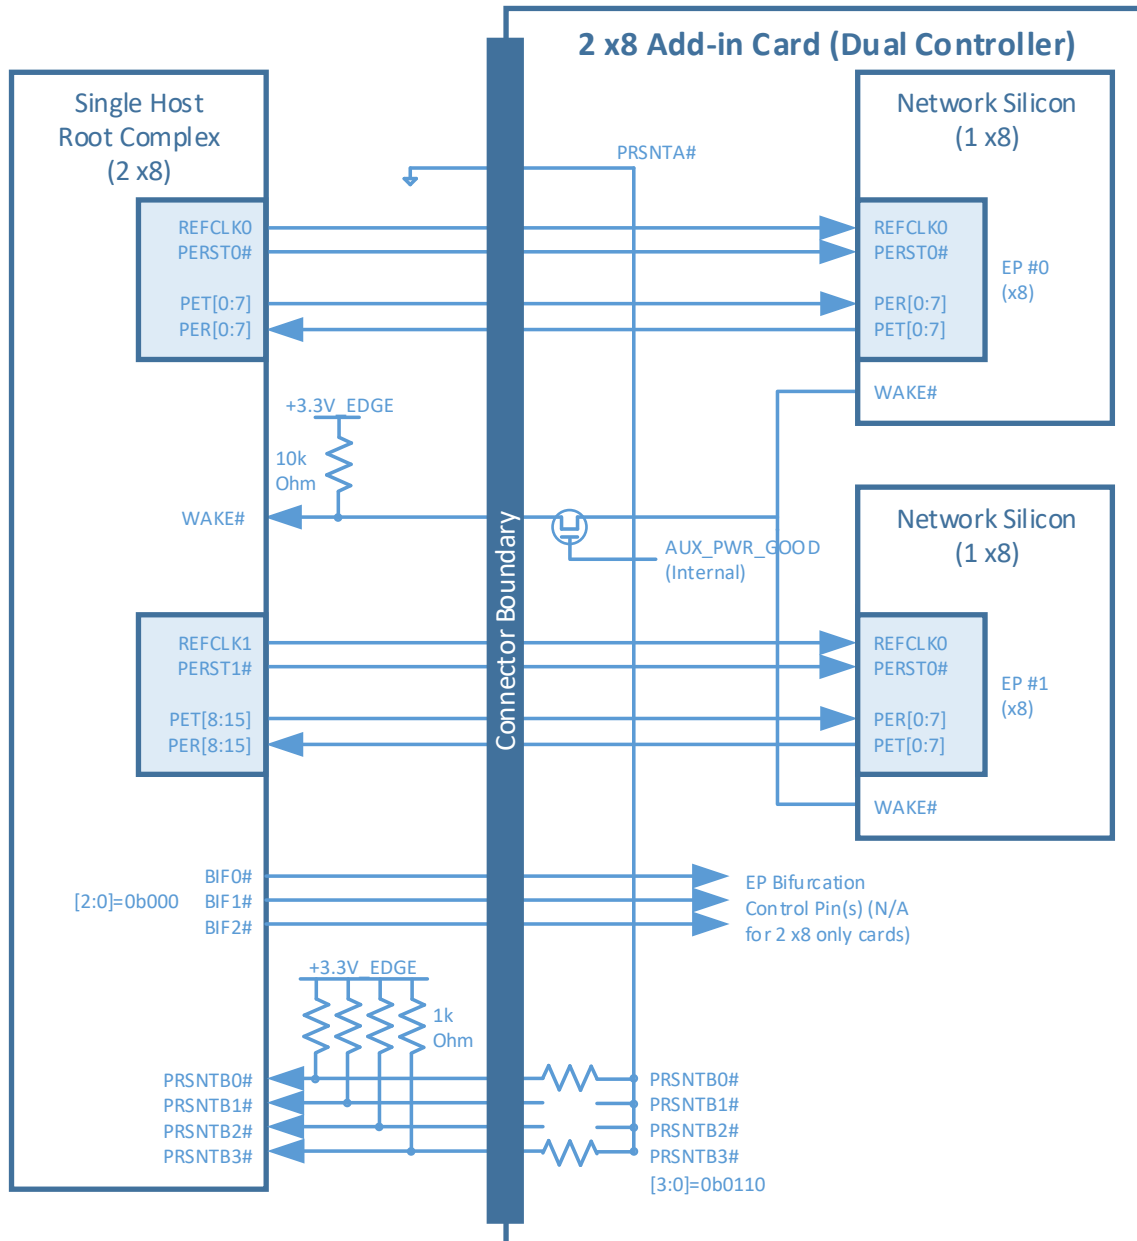 2 x8 Add-in Card (Dual Controller)
Single Host
Root Complex
(2 x8)
REFCLK0
PERST0#
PET[0:7]
PER[0:7]
+3.3V_EDGE
10k
Ohm
WAKE#
REFCLK1
PERST1#
PET[8:15]
PER[8:15]
BIF0#
[2:0]=0b000
BIF1#
BIF2#
+3.3V_EDGE
1k
Ohm
PRSNTB0#
PRSNTB1#
PRSNTB2#
PRSNTB3#
Connector Boundary
PRSNTA#
Network Silicon
(1 x8)
REFCLK0
PERST0#
PER[0:7]
PET[0:7]
EP #0
(x8)
WAKE#
AUX_PWR_GOOD
(Internal)
Network Silicon
(1 x8)
REFCLK0
PERST0#
PER[0:7]
PET[0:7]
EP #1
(x8)
WAKE#
EP Bifurcation
Control Pin(s) (N/A
for 2 x8 only cards)
PRSNTB0#
PRSNTB1#
PRSNTB2#
PRSNTB3#
[3:0]=0b0110